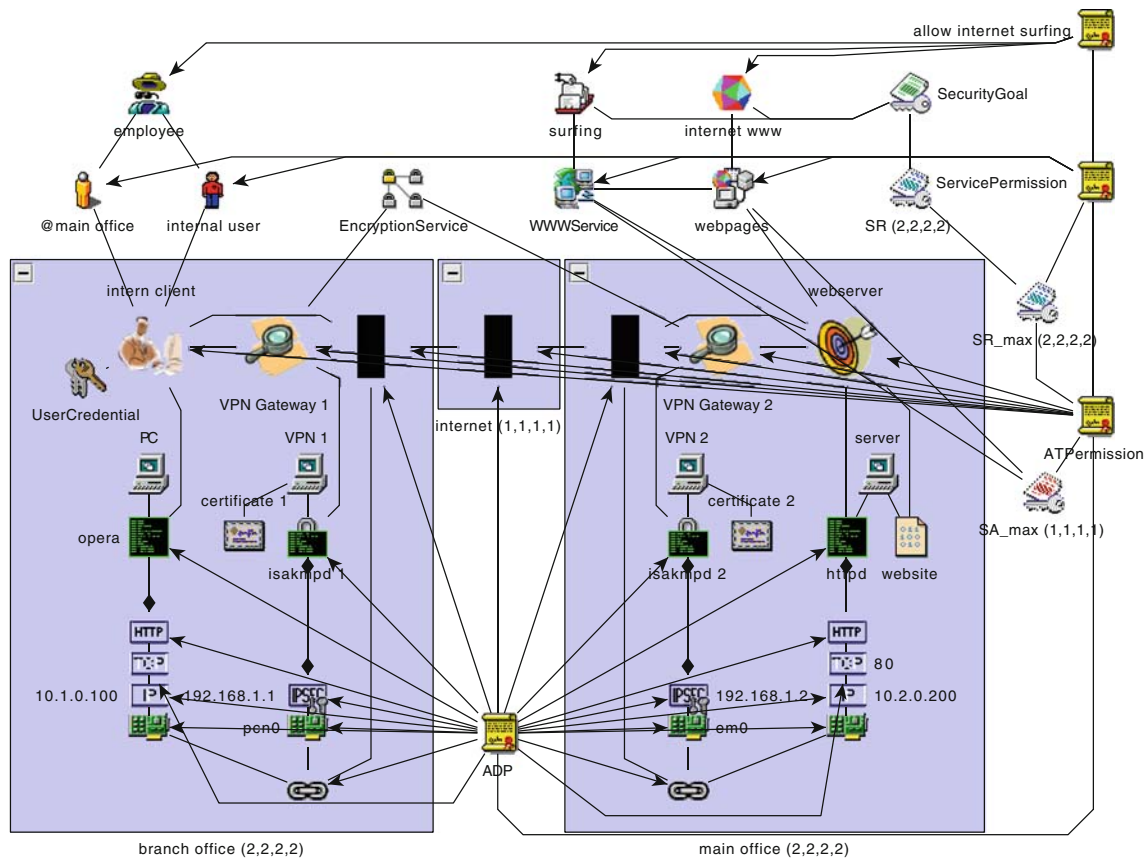 allow internet surfing
employee
surfing
internet www
SecurityGoal
@main office
internal user
EncryptionService
WWWService
webpages
SR (2,2,2,2)
ServicePermission
intern client
webserver
SR_max (2,2,2,2)
UserCredential
VPN Gateway 1
internet (1,1,1,1)
VPN Gateway 2
PC
VPN 1
VPN 2
server
ATPermission
certificate 1
certificate 2
SA_max (1,1,1,1)
opera
isakmpd 1
isakmpd 2
httpd
website
HTTP
HTTP
TCP
TCP
80
10.1.0.100
IP
192.168.1.1
IPSEC
IPSEC
192.168.1.2
IP
10.2.0.200
pcn0
em0
ADP
branch office (2,2,2,2)
main office (2,2,2,2)